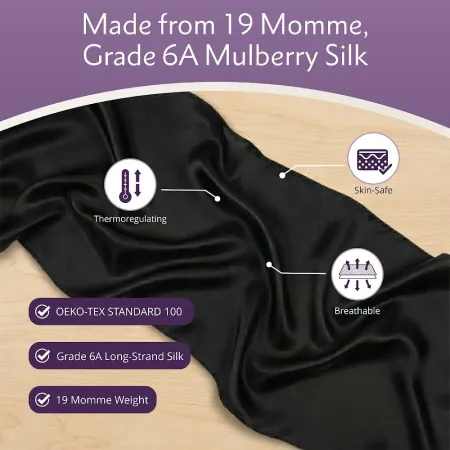 Made from 19 Momme,
Grade 6A Mulberry Silk
Skin-Safe
Thermoregulating
Breathable
OEKO-TEX STANDARD 100
Grade 6A Long-Strand Silk
19 Momme Weight